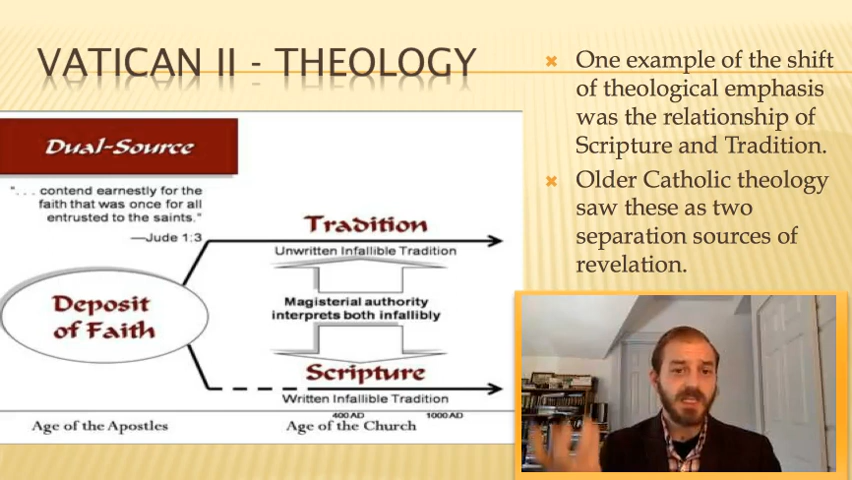 VATICAN II - THEOLOGY
Dual-Source
". . . contend earnestly for the
faith that was once for all
entrusted to the saints."
—Jude 1:3
Tradition
Unwritten Infallible Tradition
Deposit
of Faith
Magisterial authority
interprets both infallibly
Scripture
Written Infallible Tradition
400 AD
1000 AD
Age of the Apostles
Age of the Church
One example of the shift
of theological emphasis
was the relationship of
Scripture and Tradition.
Older Catholic theology
saw these as two
separation sources of
revelation.